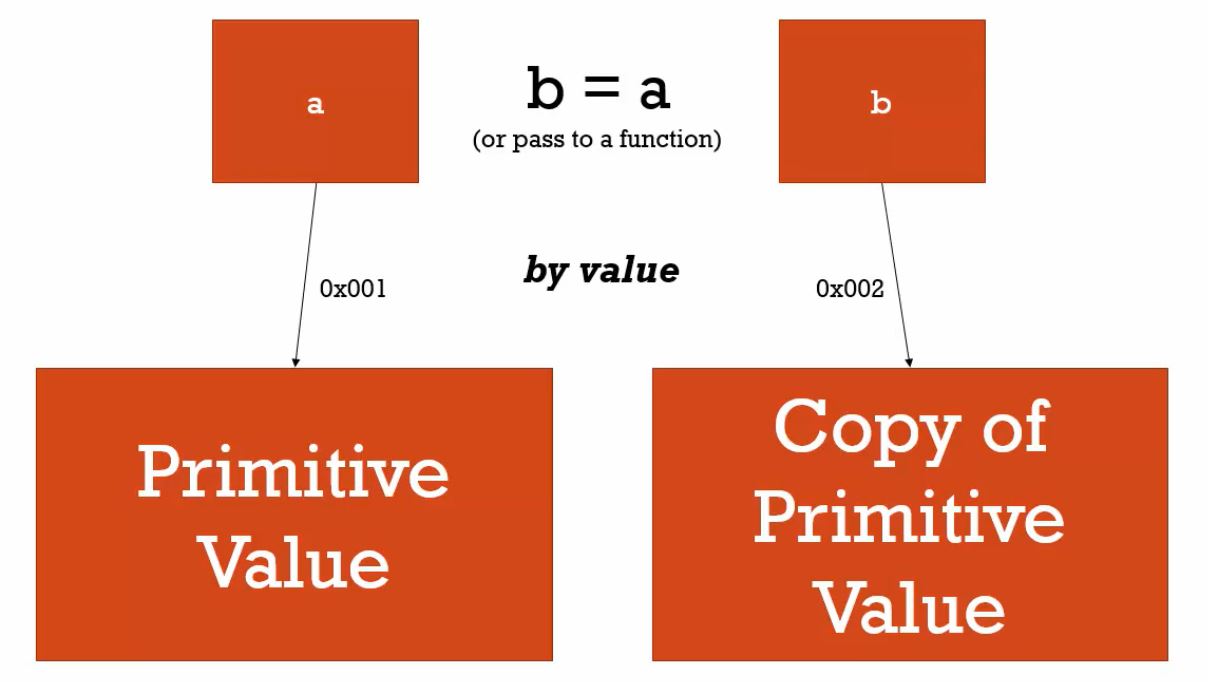 a
b = a
(or pass to a function)
b
by value
0x001
0x002
Primitive
Value
Copy of
Primitive
Value